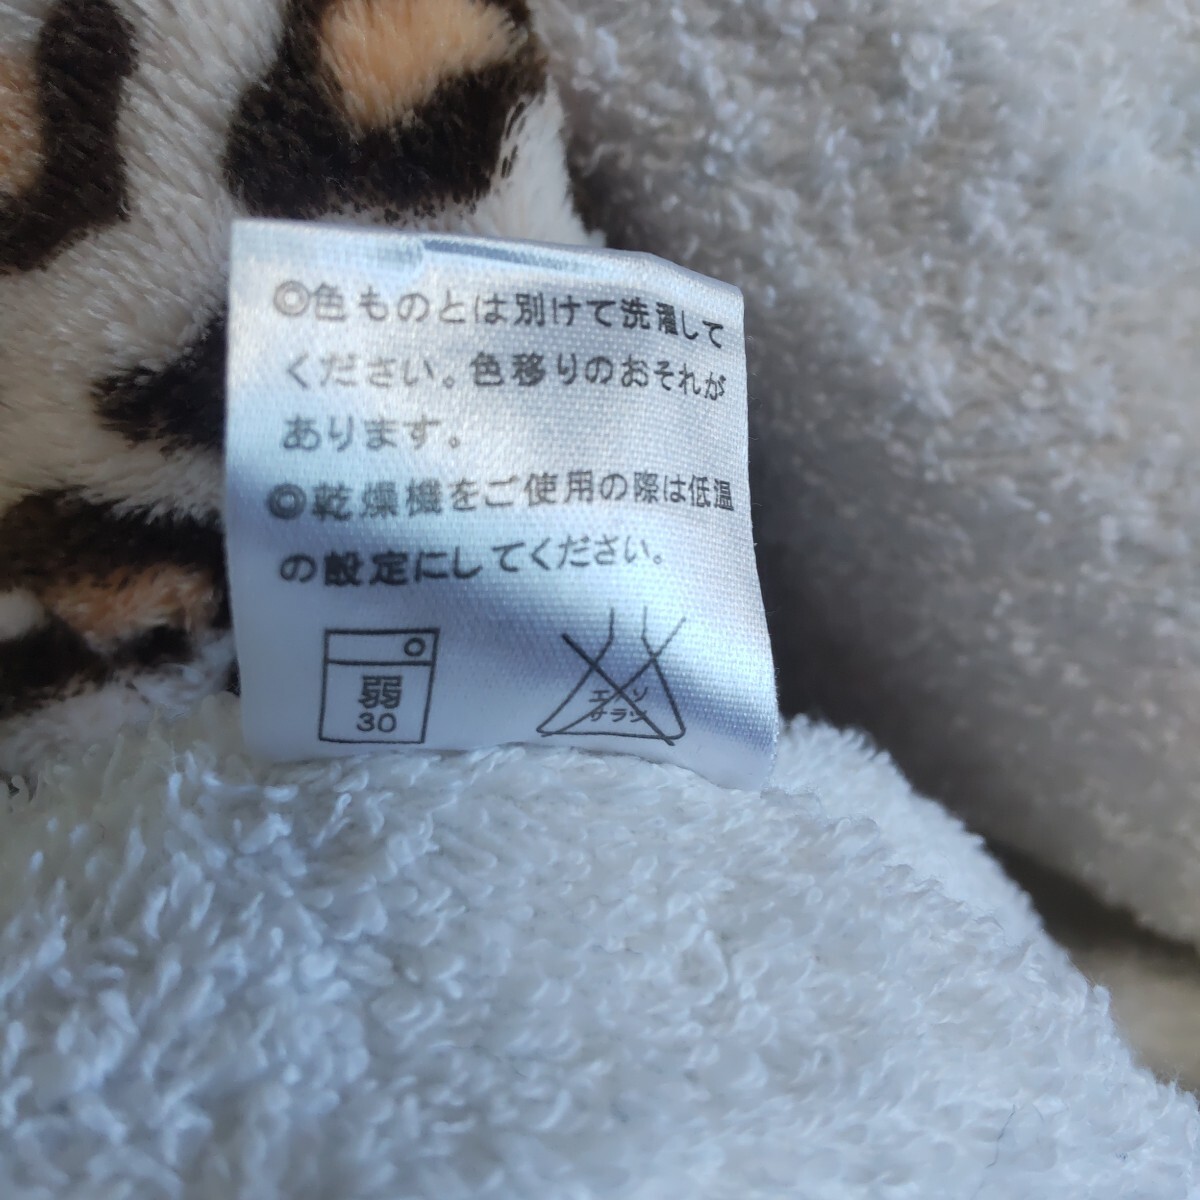 ◎色ものとは別けて洗濯して
ください。色移りのおそれが
あります。
◎乾燥機をご使用の際は低温
の設定にしてください。
弱
30
エンソ
サラシ